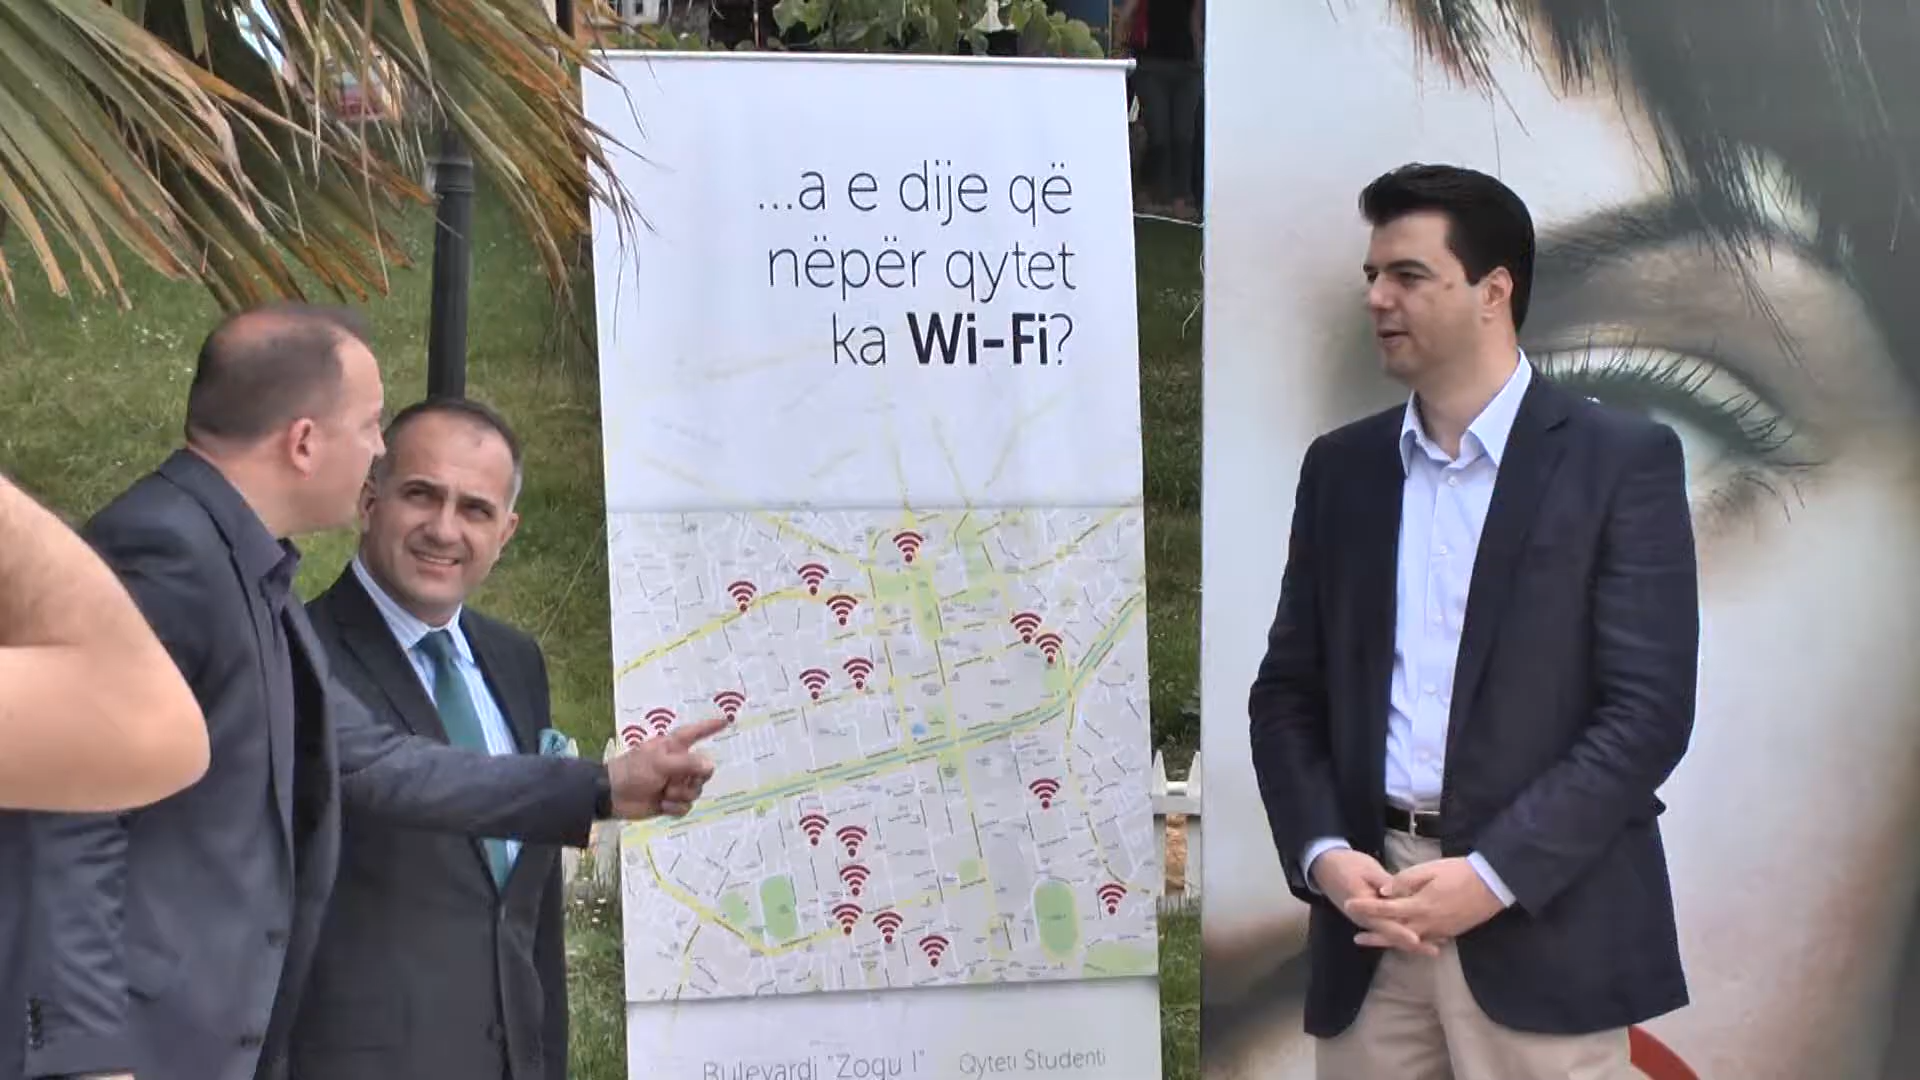 ...a e dije që
nëpër qytet
ka Wi-Fi?
Bulevardi "Zogu I" Qyteti Studenti